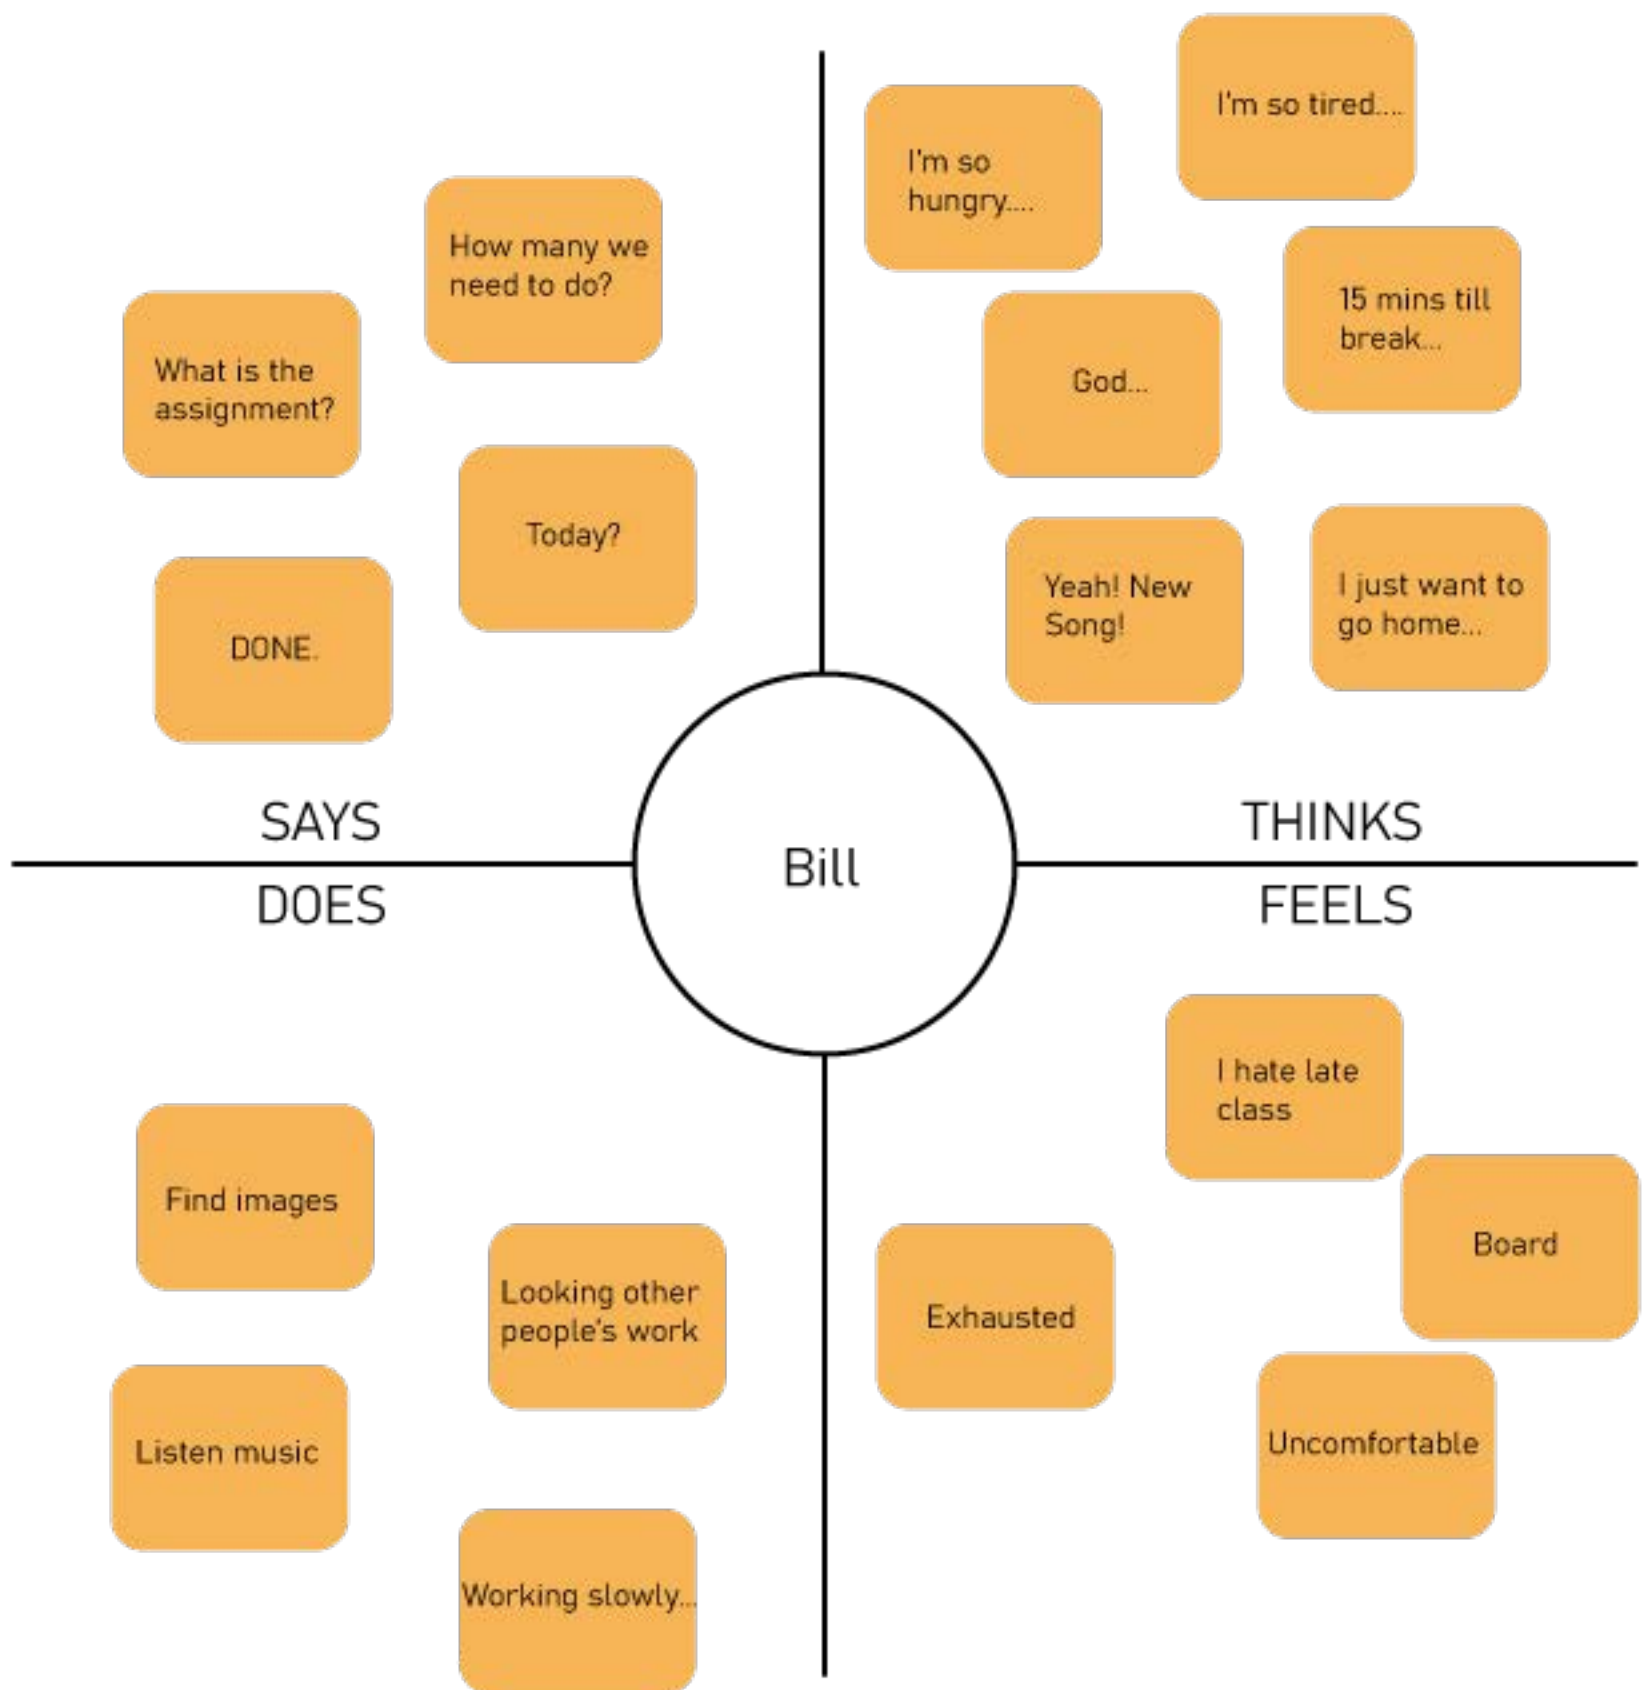 How many we
need to do?
What is the
assignment?
Today?
DONE.
SAYS
I'm so tired....
I'm so
hungry....
15 mins till
break...
God...
Yeah! New
Song!
I just want to
go home...
THINKS
Bill
DOES
Find images
Looking other
people's work
Listen music
Working slowly...
FEELS
I hate late
class
Board
Exhausted
Uncomfortable